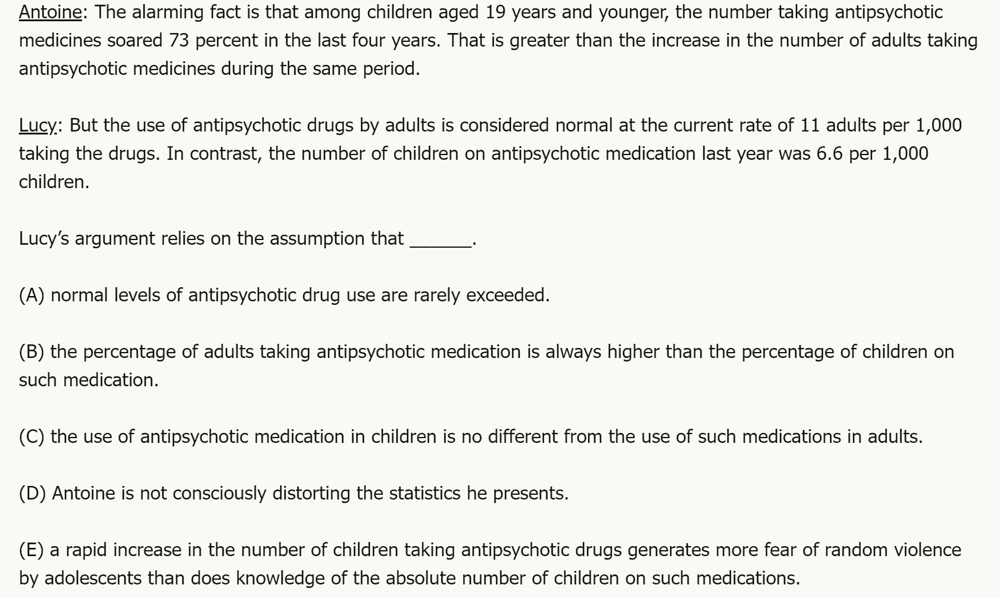 Antoine: The alarming fact is that among children aged 19 years and younger, the number taking antipsychotic
medicines soared 73 percent in the last four years. That is greater than the increase in the number of adults taking
antipsychotic medicines during the same period.
Lucy: But the use of antipsychotic drugs by adults is considered normal at the current rate of 11 adults per 1,000
taking the drugs. In contrast, the number of children on antipsychotic medication last year was 6.6 per 1,000
children.
Lucy’s argument relies on the assumption that ______.
(A) normal levels of antipsychotic drug use are rarely exceeded.
(B) the percentage of adults taking antipsychotic medication is always higher than the percentage of children on
such medication.
(C) the use of antipsychotic medication in children is no different from the use of such medications in adults.
(D) Antoine is not consciously distorting the statistics he presents.
(E) a rapid increase in the number of children taking antipsychotic drugs generates more fear of random violence
by adolescents than does knowledge of the absolute number of children on such medications.